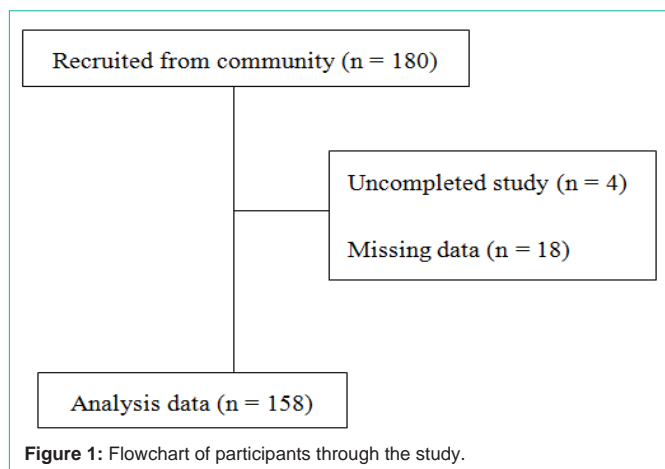 Recruited from community (n = 180)
Uncompleted study (n = 4)
Missing data (n = 18)
Analysis data (n = 158)
Figure 1: Flowchart of participants through the study.